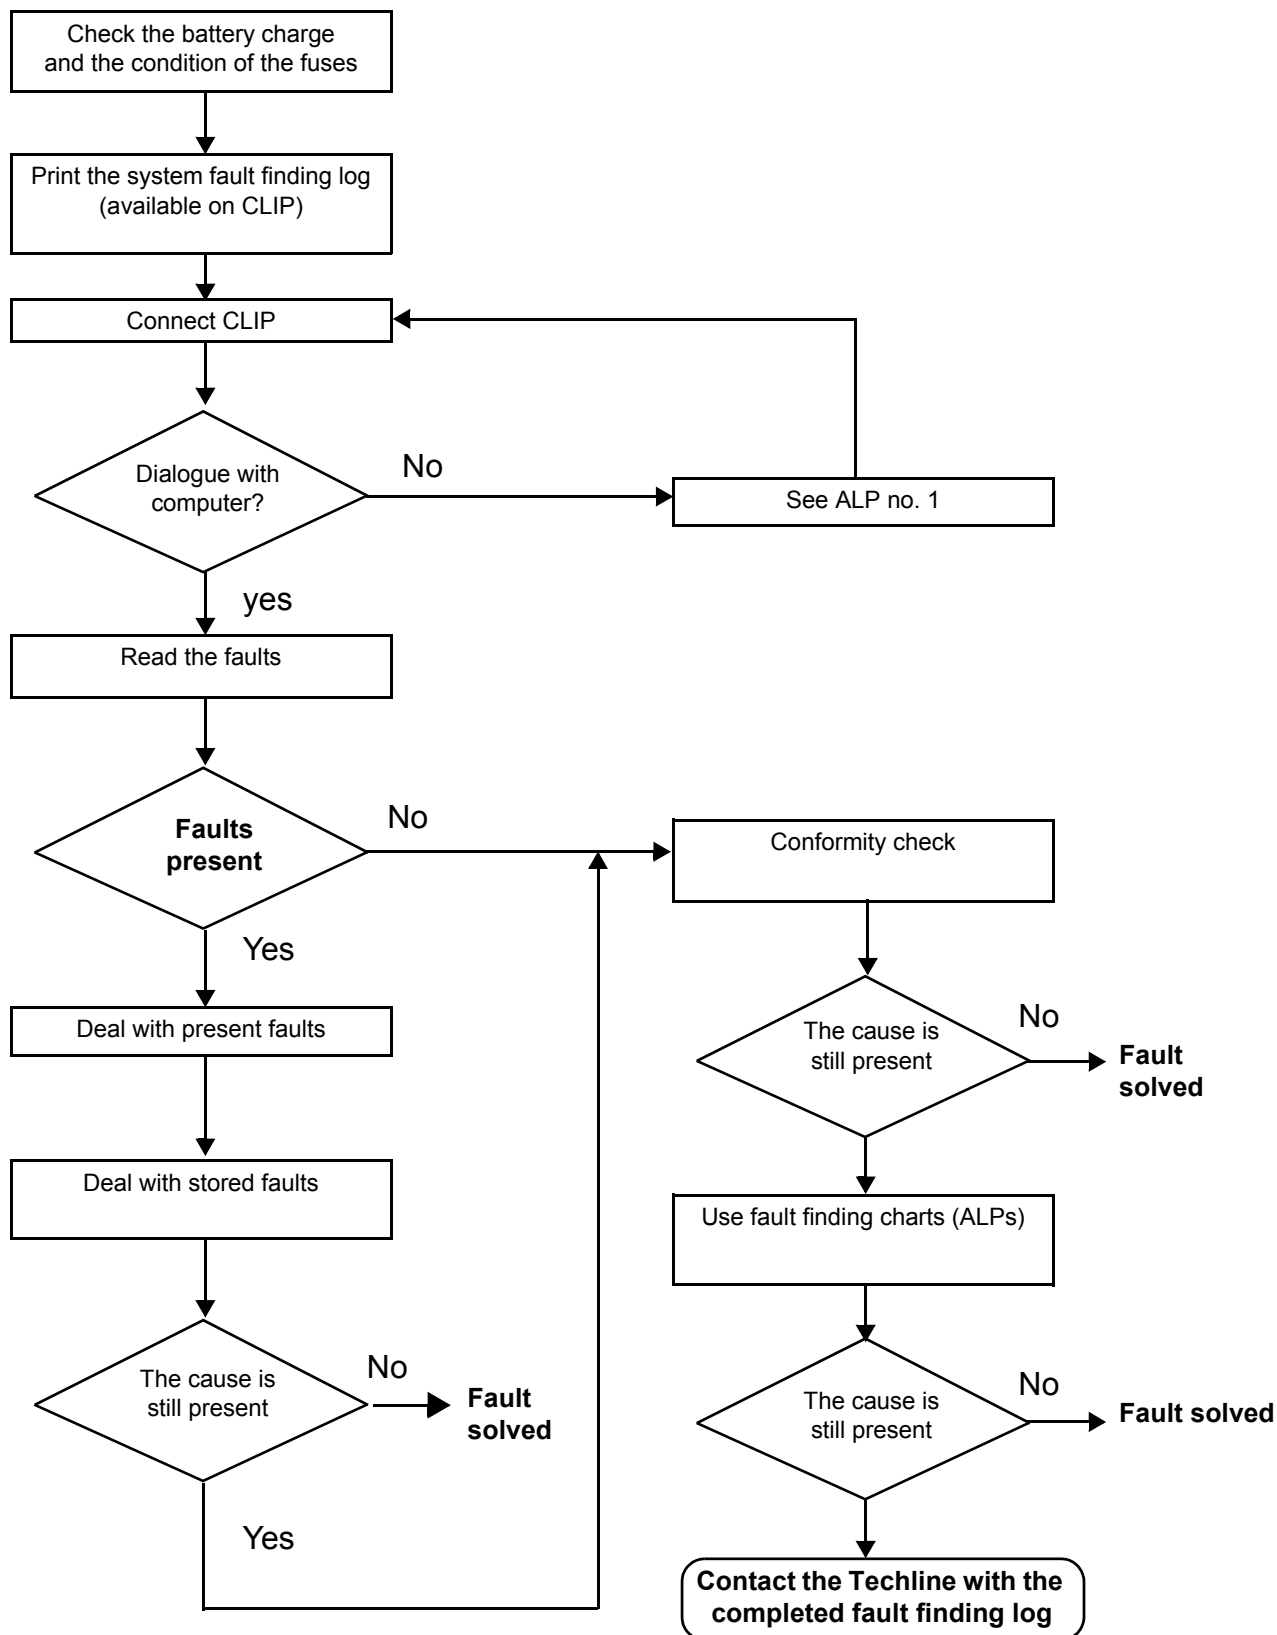 Check the battery charge
and the condition of the fuses
Print the system fault finding log
(available on CLIP)
Connect CLIP
Dialogue with
computer?
No
See ALP no. 1
yes
Read the faults
Faults
present
No
Conformity check
Yes
Deal with present faults
The cause is
still present
No
Fault
solved
Deal with stored faults
Use fault finding charts (ALPs)
The cause is
still present
No
Fault
solved
The cause is
still present
No
Fault solved
Yes
Contact the Techline with the
completed fault finding log